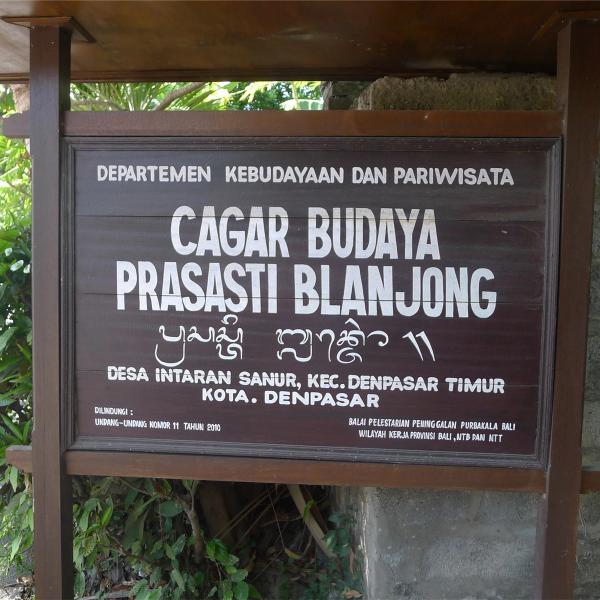 DEPARTEMEN KEBUDAYAAN DAN PARIWISATA
CAGAR BUDAYA
PRASASTI BLANJONG
DESA INTARAN SANUR, KEC. DENPASAR TIMUR
KOTA. DENPASAR
DILINDUNGI :
UNDANG-UNDANG NOMOR 11 TAHUN 2010
BALAI PELESTARIAN PENINGGALAN PURBAKALA BALI
WILAYAH KERJA PROVINSI BALI, NTB DAN NTT